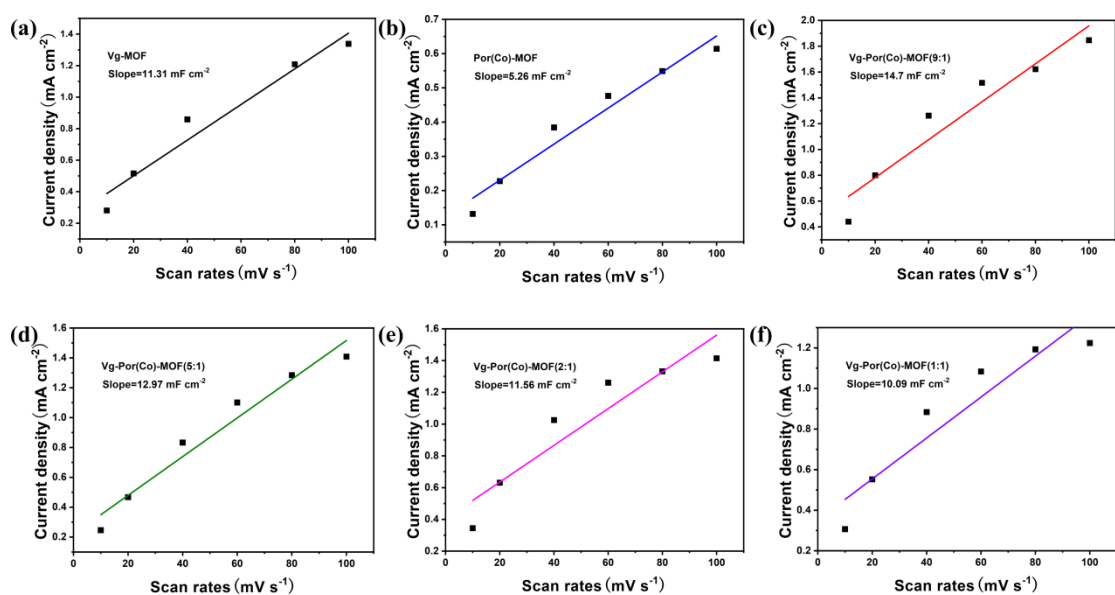 (a)
Vg-MOF
Slope=11.31 mF cm-2
Current density(mA cm-2)
1.4
1.2
1.0
0.8
0.6
0.4
0.2
20 40 60 80 100
Scan rates(mV s-1)
(b)
Por(Co)-MOF
Slope=5.26 mF cm-2
Current density(mA cm-2)
0.7
0.6
0.5
0.4
0.3
0.2
0.1
20 40 60 80 100
Scan rates(mV s-1)
(c)
Vg-Por(Co)-MOF(9:1)
Slope=14.7 mF cm-2
Current density(mA cm-2)
2.0
1.8
1.6
1.4
1.2
1.0
0.8
0.6
0.4
20 40 60 80 100
Scan rates(mV s-1)
(d)
Vg-Por(Co)-MOF(5:1)
Slope=12.97 mF cm-2
Current density(mA cm-2)
1.6
1.4
1.2
1.0
0.8
0.6
0.4
0.2
20 40 60 80 100
Scan rates(mV s-1)
(e)
Vg-Por(Co)-MOF(2:1)
Slope=11.56 mF cm-2
Current density(mA cm-2)
1.6
1.4
1.2
1.0
0.8
0.6
0.4
0.2
20 40 60 80 100
Scan rates(mV s-1)
(f)
Vg-Por(Co)-MOF(1:1)
Slope=10.09 mF cm-2
Current density(mA cm-2)
1.2
1.0
0.8
0.6
0.4
0.2
20 40 60 80 100
Scan rates(mV s-1)